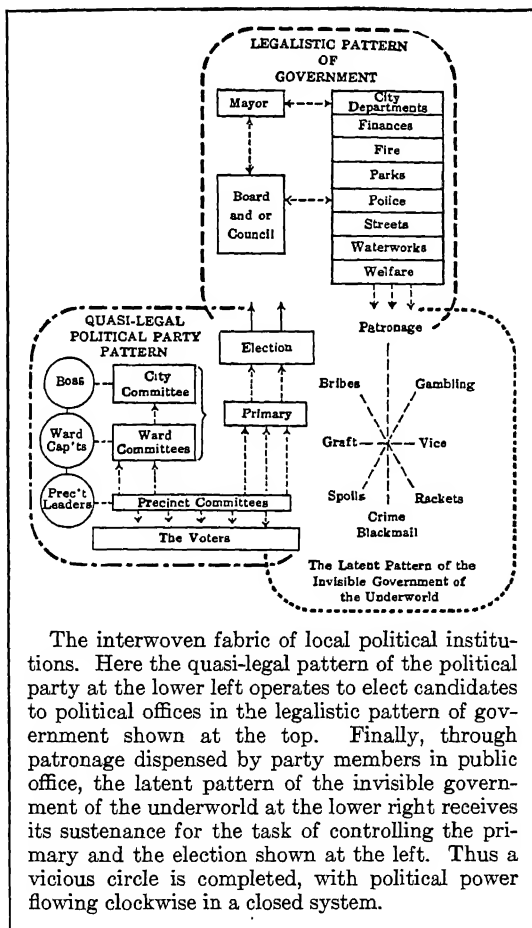 LEGALISTIC PATTERN
OF
GOVERNMENT
Mayor
City
Departments
Finances
Fire
Board
and or
Council
Parks
Police
Streets
Waterworks
Welfare
QUASI-LEGAL
POLITICAL PARTY
PATTERN
Election
Patronage
Boss
City
Committee
Primary
Bribes
Gambling
Ward
Cap'ts
Ward
Committees
Graft
Vice
Prec't
Leaders
Precinct Committees
Spoils
Rackets
Crime
Blackmail
The Voters
The Latent Pattern of the
Invisible Government of
the Underworld
The interwoven fabric of local political institu-
tions. Here the quasi-legal pattern of the political
party at the lower left operates to elect candidates
to political offices in the legalistic pattern of gov-
ernment shown at the top. Finally, through
patronage dispensed by party members in public
office, the latent pattern of the invisible govern-
ment of the underworld at the lower right receives
its sustenance for the task of controlling the pri-
mary and the election shown at the left. Thus a
vicious circle is completed, with political power
flowing clockwise in a closed system.